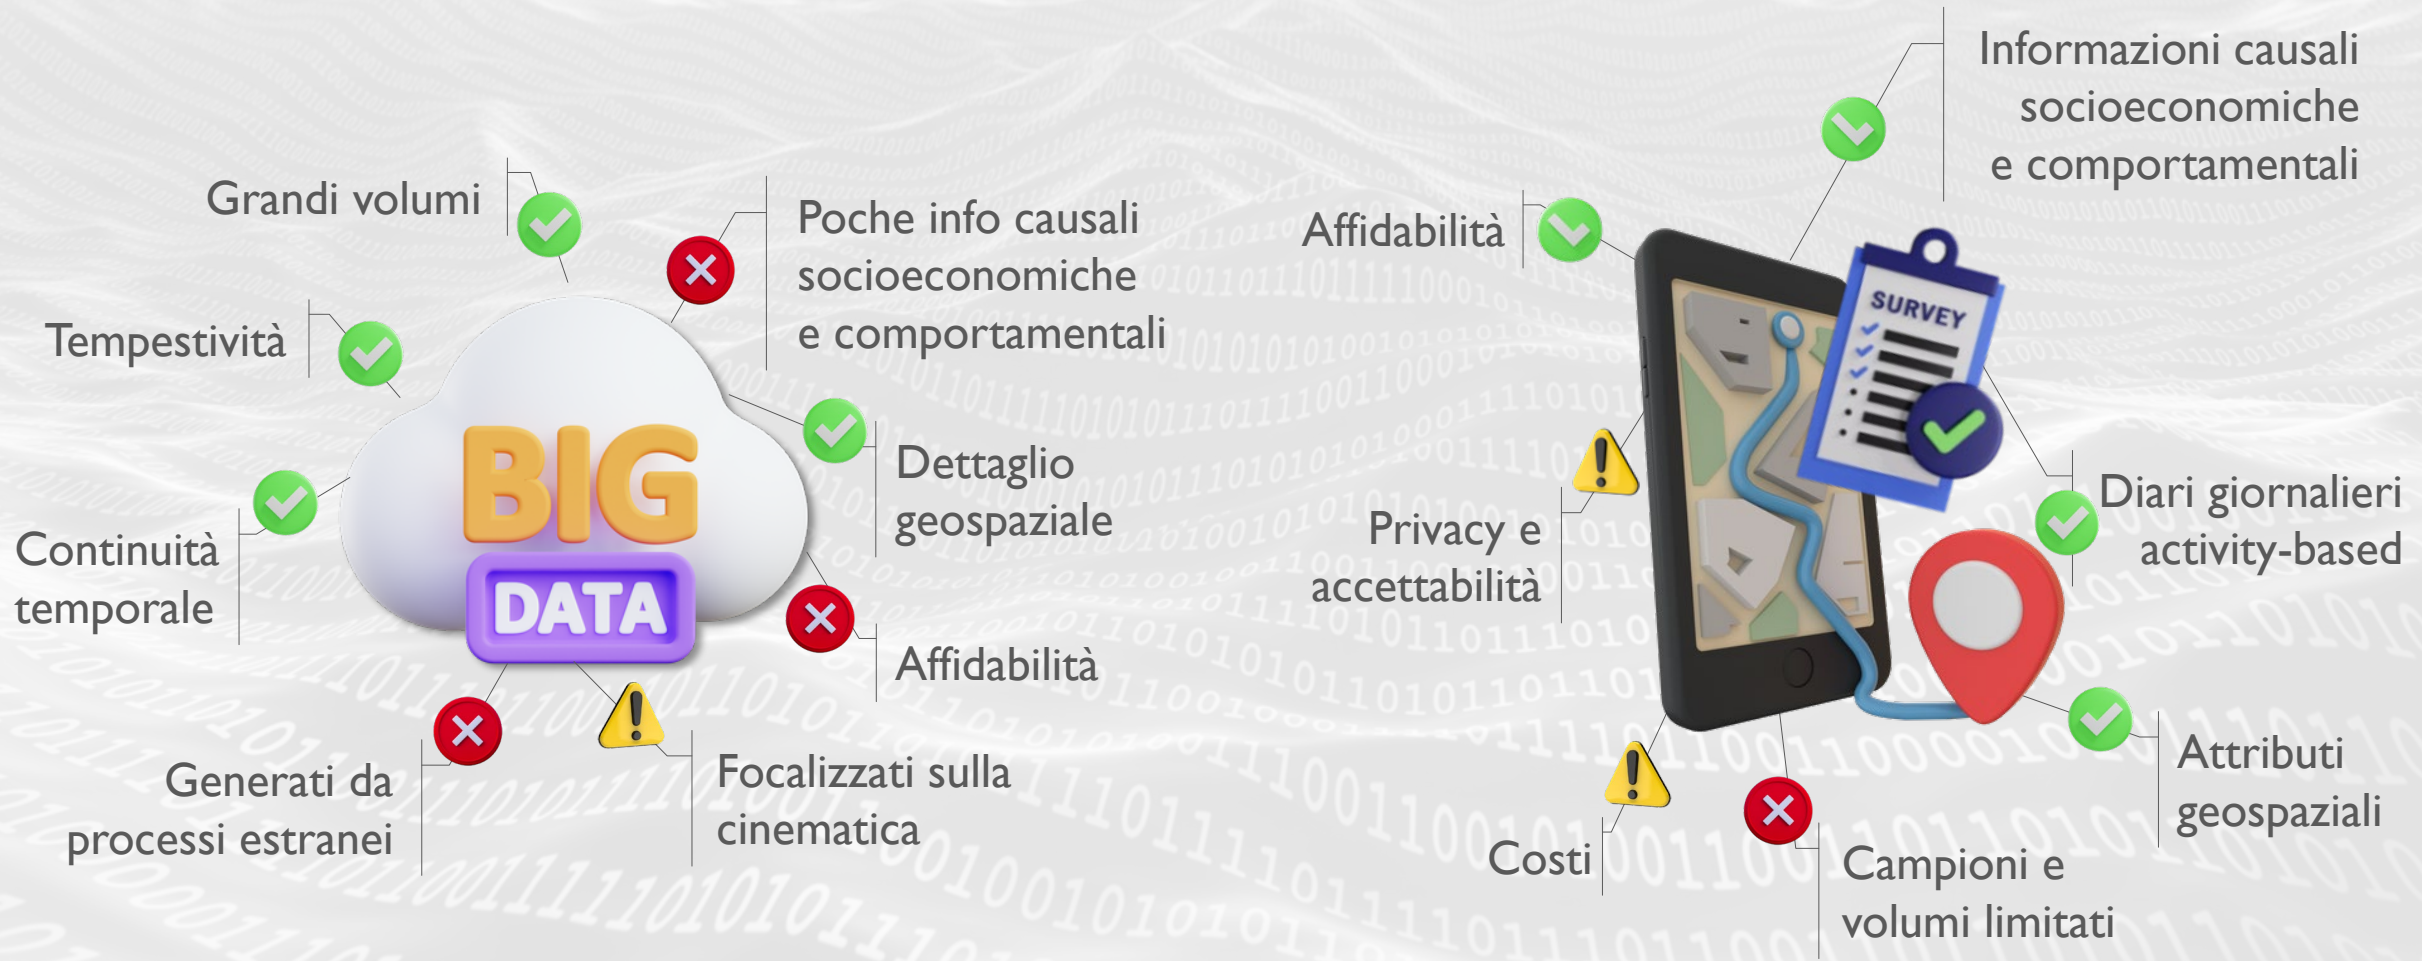 Grandi volumi
Tempestività
Continuità
temporale
Generati da
processi estranei
BIG
DATA
Poche info causali
socioeconomiche
e comportamentali
Dettaglio
geospaziale
Affidabilità
Focalizzati sulla
cinematica
Informazioni causali
socioeconomiche
e comportamentali
Affidabilità
SURVEY
Privacy e
accettabilità
Diari giornalieri
activity-based
Attributi
geospaziali
Costi
Campioni e
volumi limitati